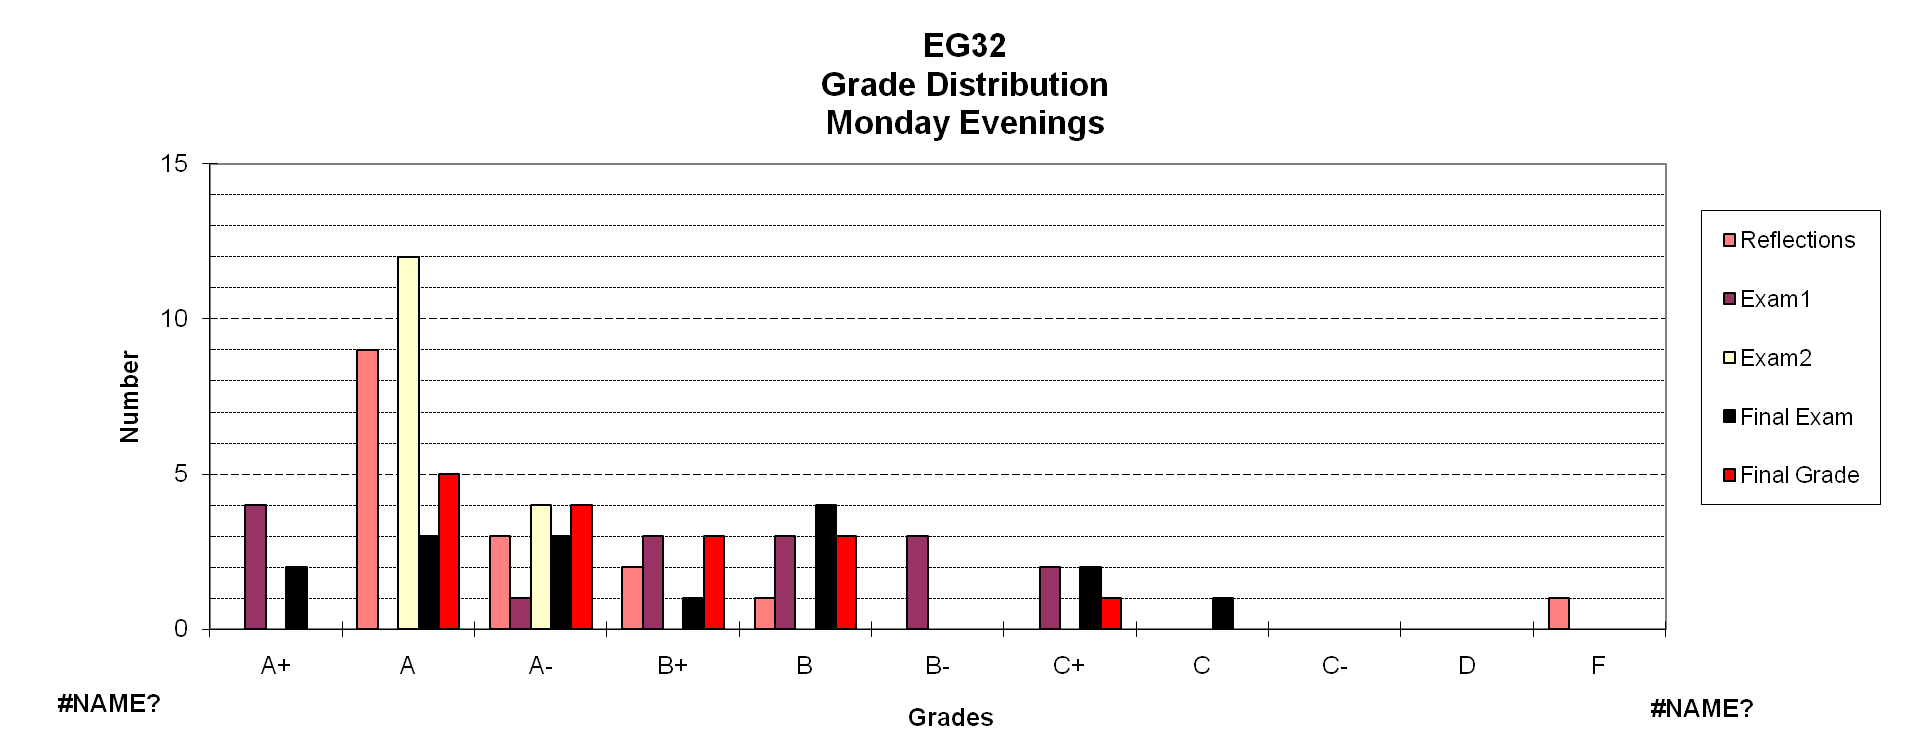 EG32
Grade Distribution
Monday Evenings
15
10
5
0
Number
A+ A A- B+ B B- C+ C C- D F
Grades
#NAME?
#NAME?
Reflections
Exam1
Exam2
Final Exam
Final Grade